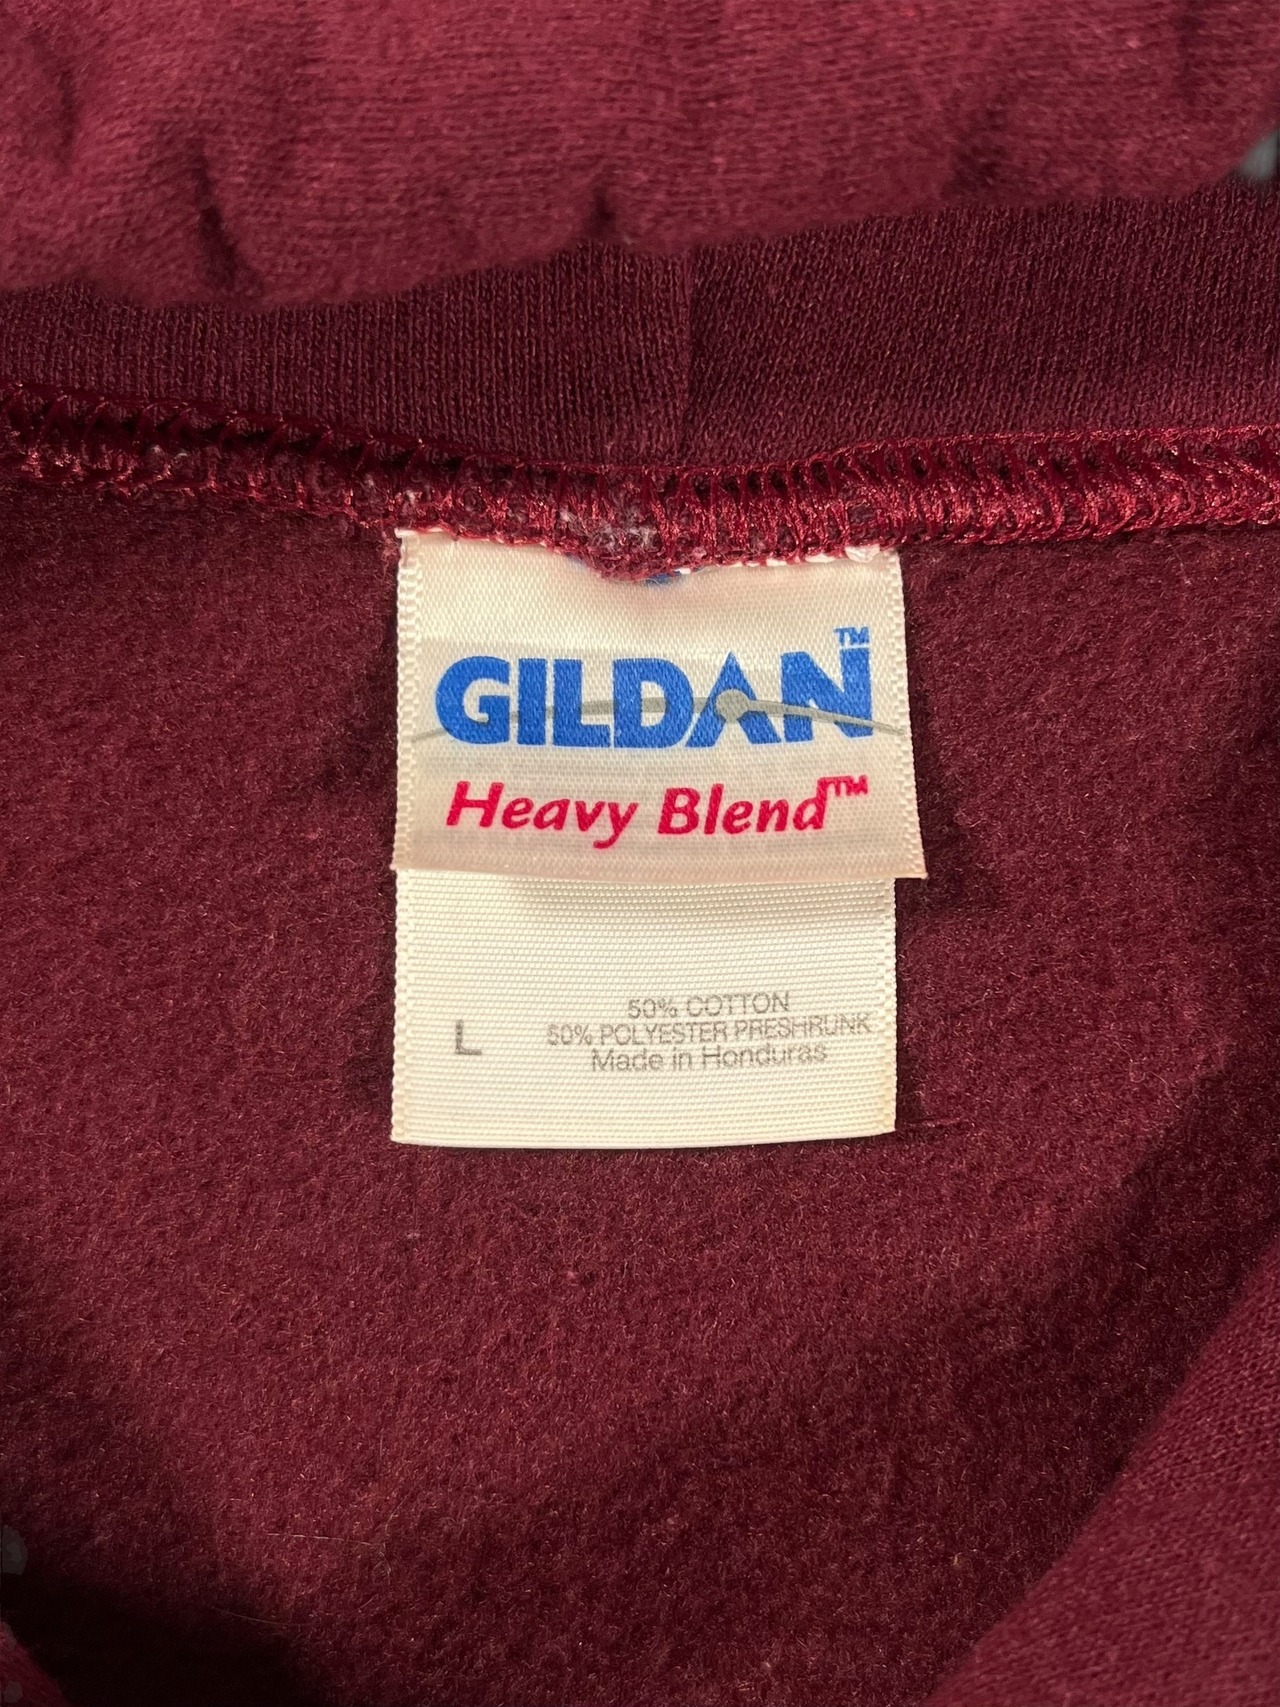 GILDAN™
Heavy Blend™
50% COTTON
50% POLYESTER PRESHRUNK
L
Made in Honduras